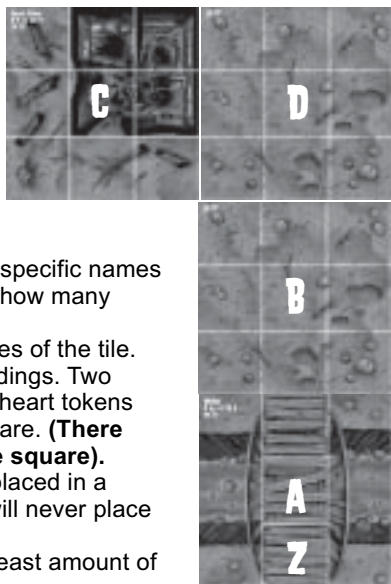 C
D
B
A
Z
specific names
how many
es of the tile.
dings. Two
heart tokens
are. (There
e square).
placed in a
vill never place
east amount of